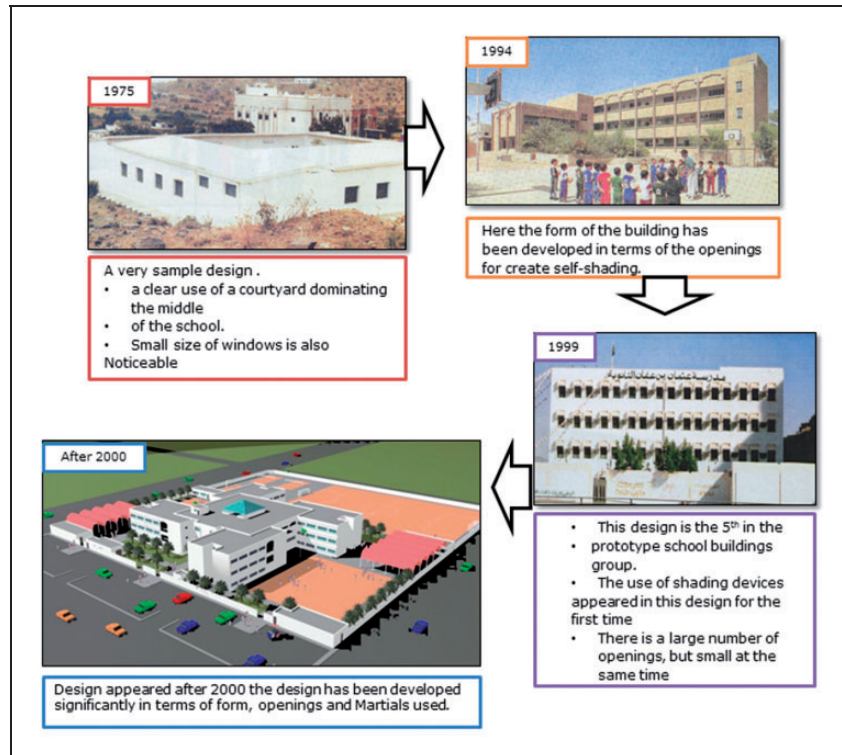 1975
A very sample design .
• a clear use of a courtyard dominating
the middle
• of the school.
• Small size of windows is also
Noticeable
1994
Here the form of the building has
been developed in terms of the openings
for create self-shading.
1999
مدرسة عثمان بن عفان الثانوية
• This design is the 5th in the
• prototype school buildings
group.
• The use of shading devices
appeared in this design for the
first time
• There is a large number of
openings, but small at the
same time
After 2000
Design appeared after 2000 the design has been developed
significantly in terms of form, openings and Martials used.